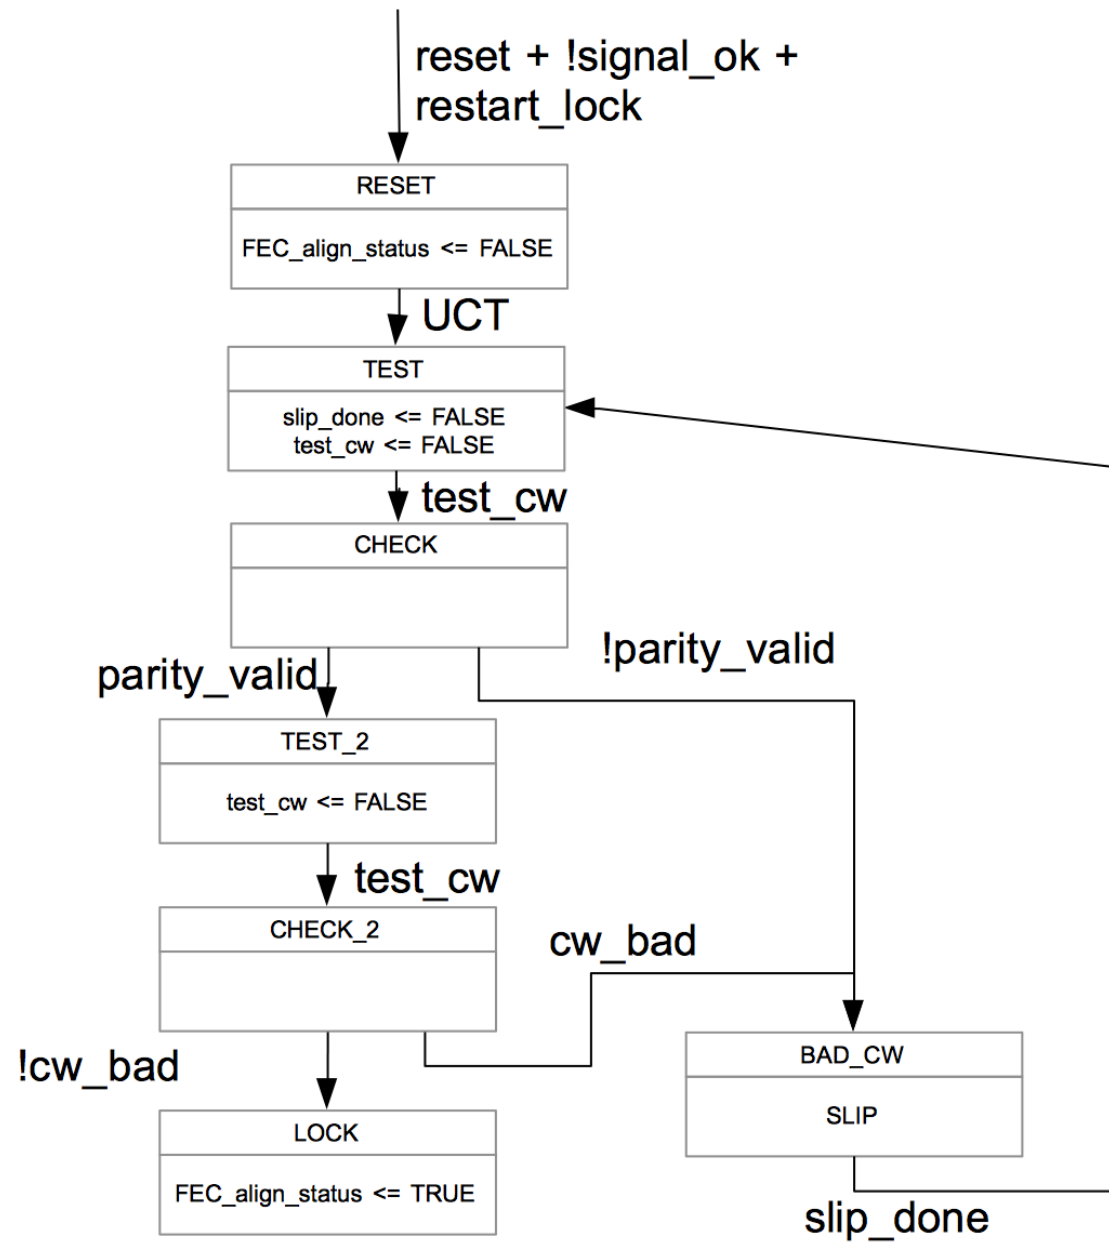 reset + !signal_ok +
restart_lock
RESET
FEC_align_status <= FALSE
UCT
TEST
slip_done <= FALSE
test_cw <= FALSE
test_cw
CHECK
parity_valid
!parity_valid
TEST_2
test_cw <= FALSE
test_cw
CHECK_2
cw_bad
!cw_bad
BAD_CW
SLIP
LOCK
FEC_align_status <= TRUE
slip_done